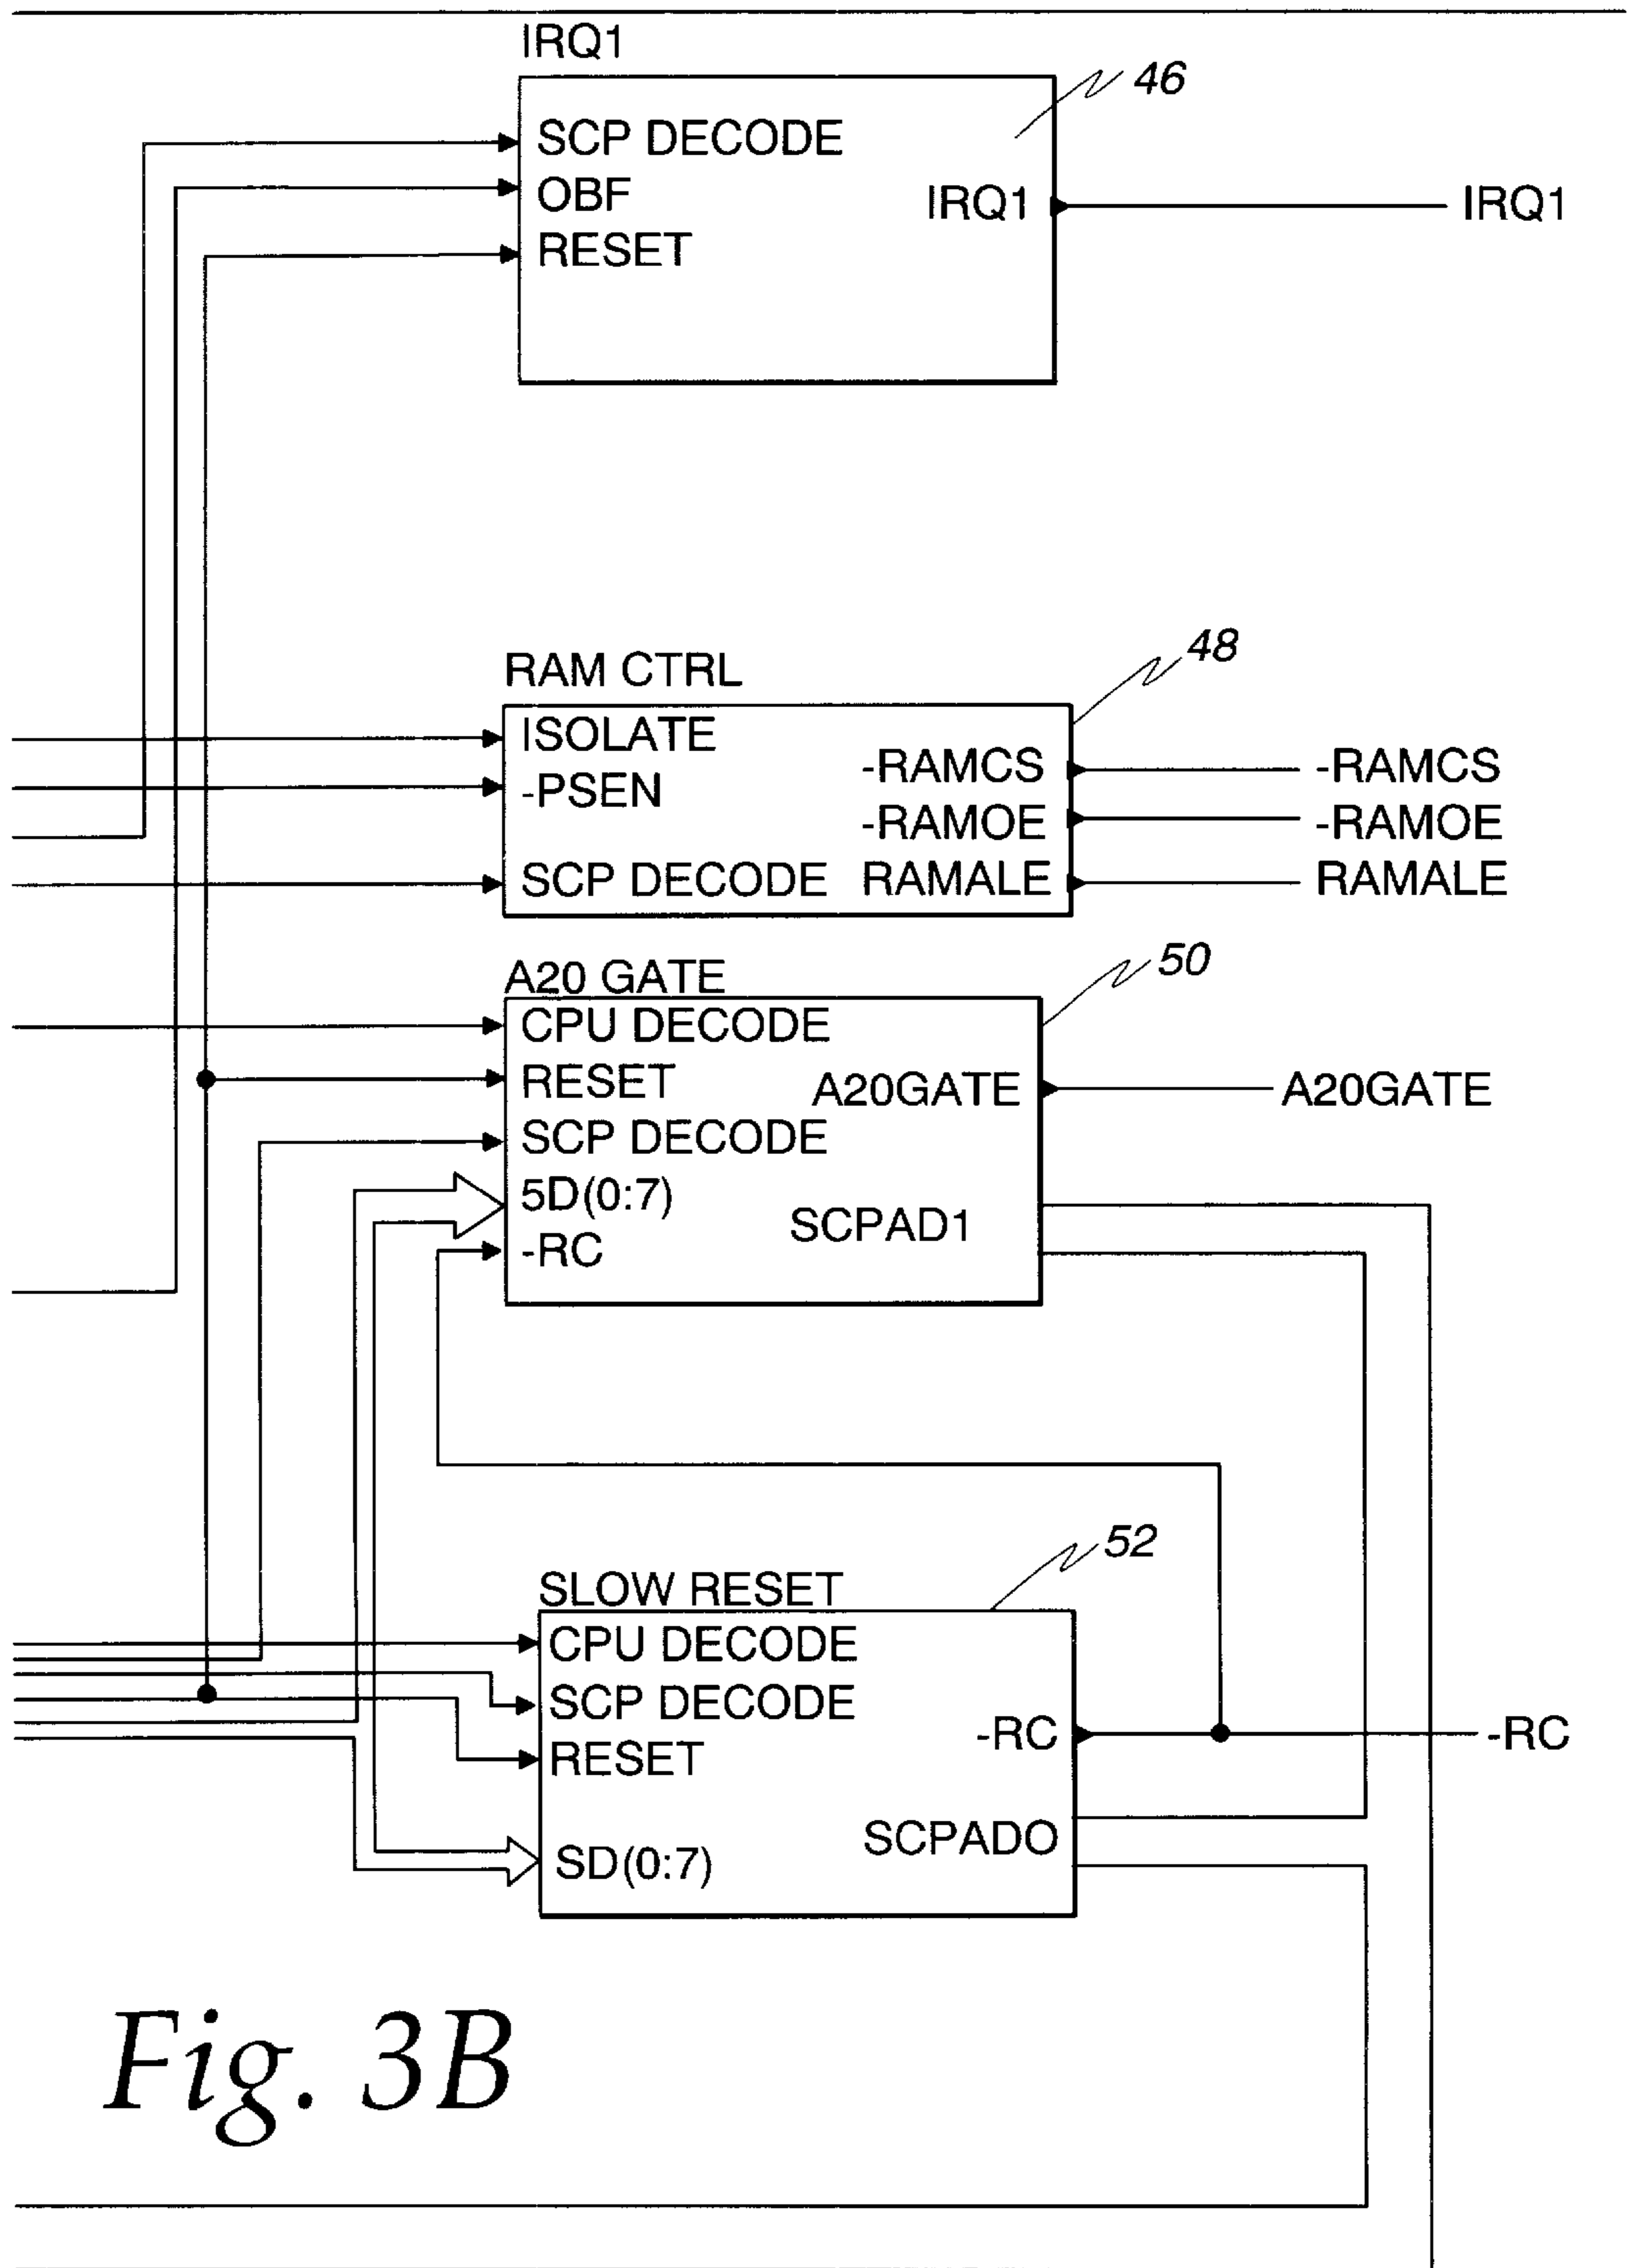 IRQ1
46
SCP DECODE
OBF
IRQ1
IRQ1
RESET
RAM CTRL
48
ISOLATE
-RAMCS
-RAMCS
-PSEN
-RAMOE
-RAMOE
SCP DECODE
RAMALE
RAMALE
A20 GATE
50
CPU DECODE
RESET
A20GATE
A20GATE
SCP DECODE
5D(0:7)
SCPAD1
-RC
SLOW RESET
52
CPU DECODE
SCP DECODE
-RC
-RC
RESET
SCPADO
SD(0:7)
Fig. 3B